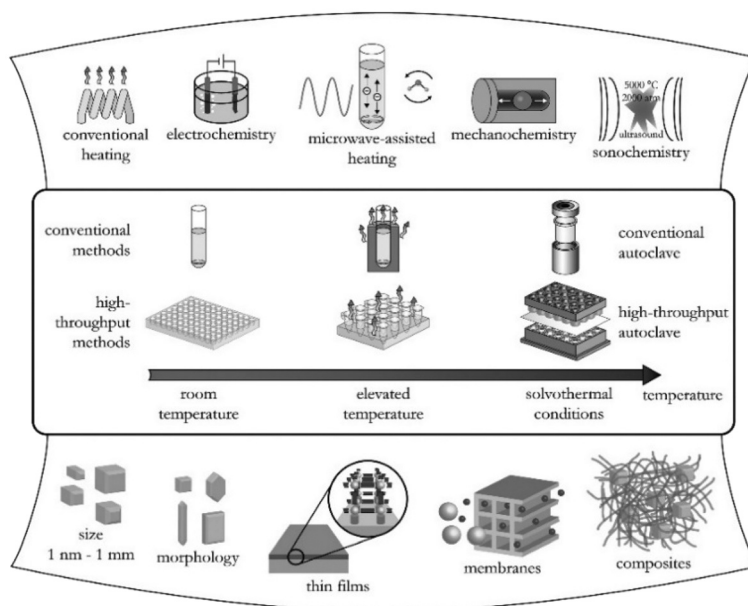 conventional
heating
electrochemistry
microwave-assisted
heating
mechanochemistry
5000 °C
2000 atm
ultrasound
sonochemistry
conventional
methods
conventional
autoclave
high-
throughput
methods
high-throughput
autoclave
room
temperature
elevated
temperature
solvothermal
conditions
temperature
size
1 nm - 1 mm
morphology
thin films
membranes
composites